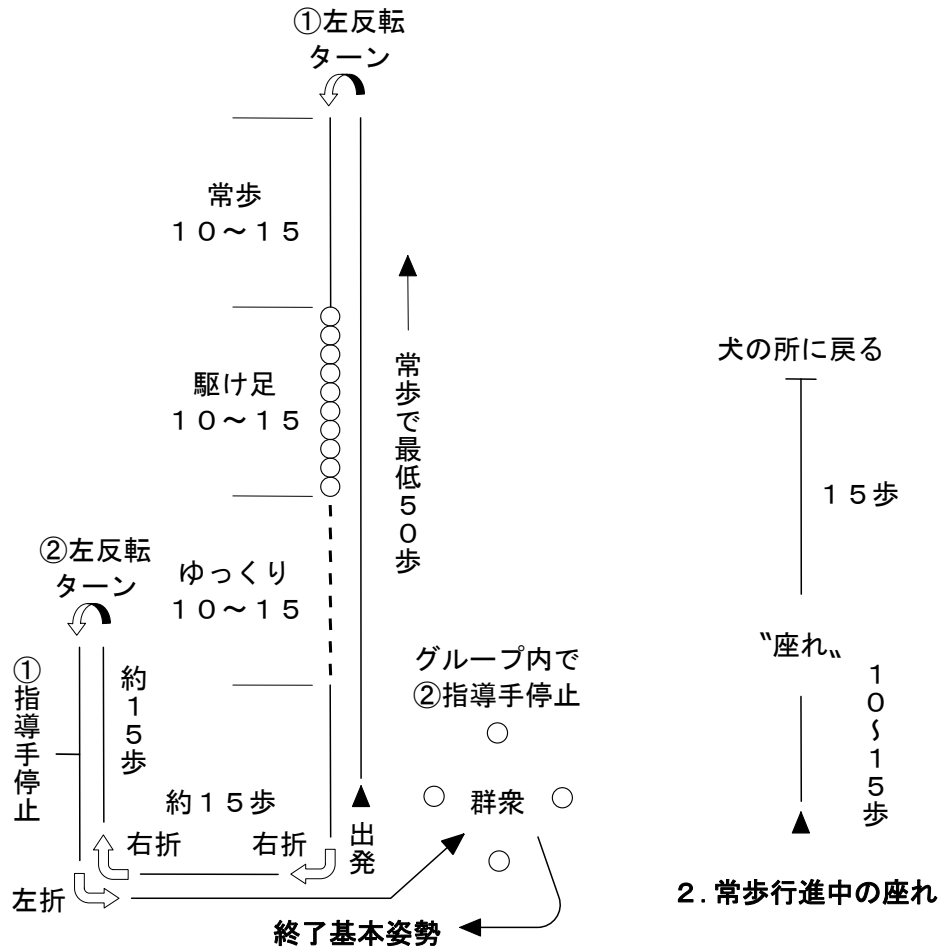 ①左反転
ターン
常歩
１０～１５
駆け足
１０～１５
常歩で最低５０歩
犬の所に戻る
１５歩
②左反転
ターン
ゆっくり
１０～１５
①指導手停止
約１５歩
グループ内で
②指導手停止
〝座れ〟
１０～１５歩
約１５歩
群衆
右折
右折
出発
左折
終了基本姿勢
２．常歩行進中の座れ